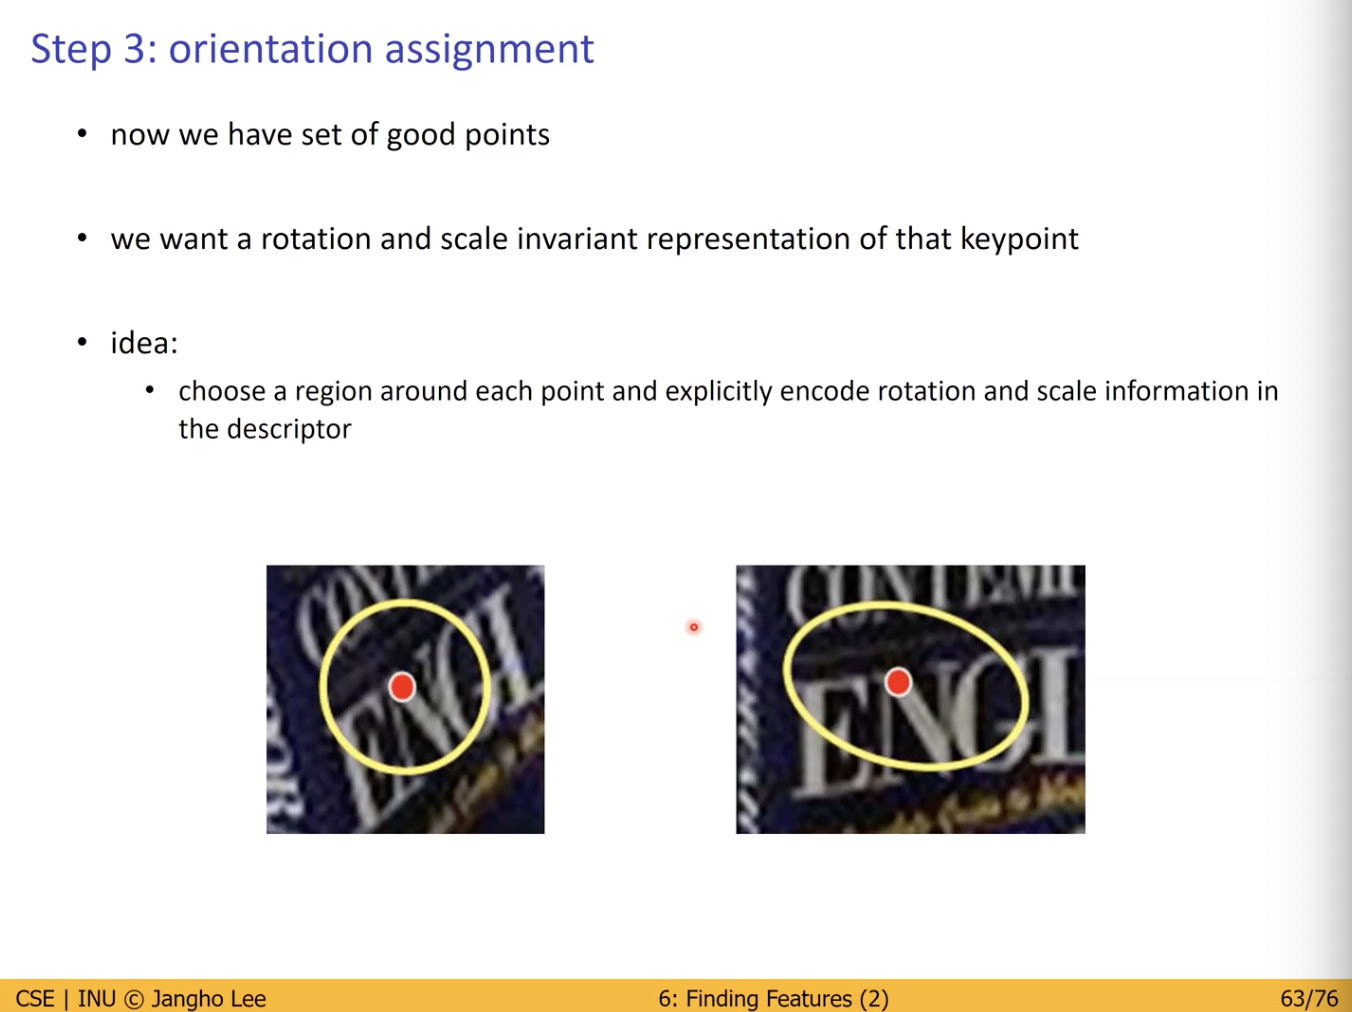 Step 3: orientation assignment
• now we have set of good points
• we want a rotation and scale invariant representation of that keypoint
• idea:
• choose a region around each point and explicitly encode rotation and scale information in
the descriptor
ENGL
CONTEM
ENGL
CSE | INU © Jangho Lee
6: Finding Features (2)
63/76